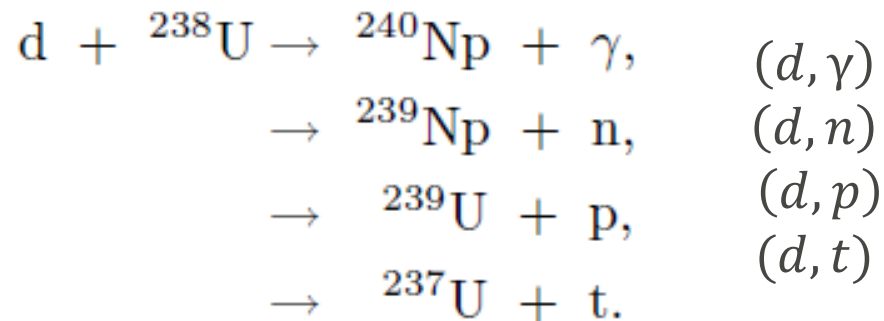 d + ²³⁸U → ²⁴⁰Np + γ, (d, γ)
→ ²³⁹Np + n, (d, n)
→ ²³⁹U + p, (d, p)
→ ²³⁷U + t. (d, t)